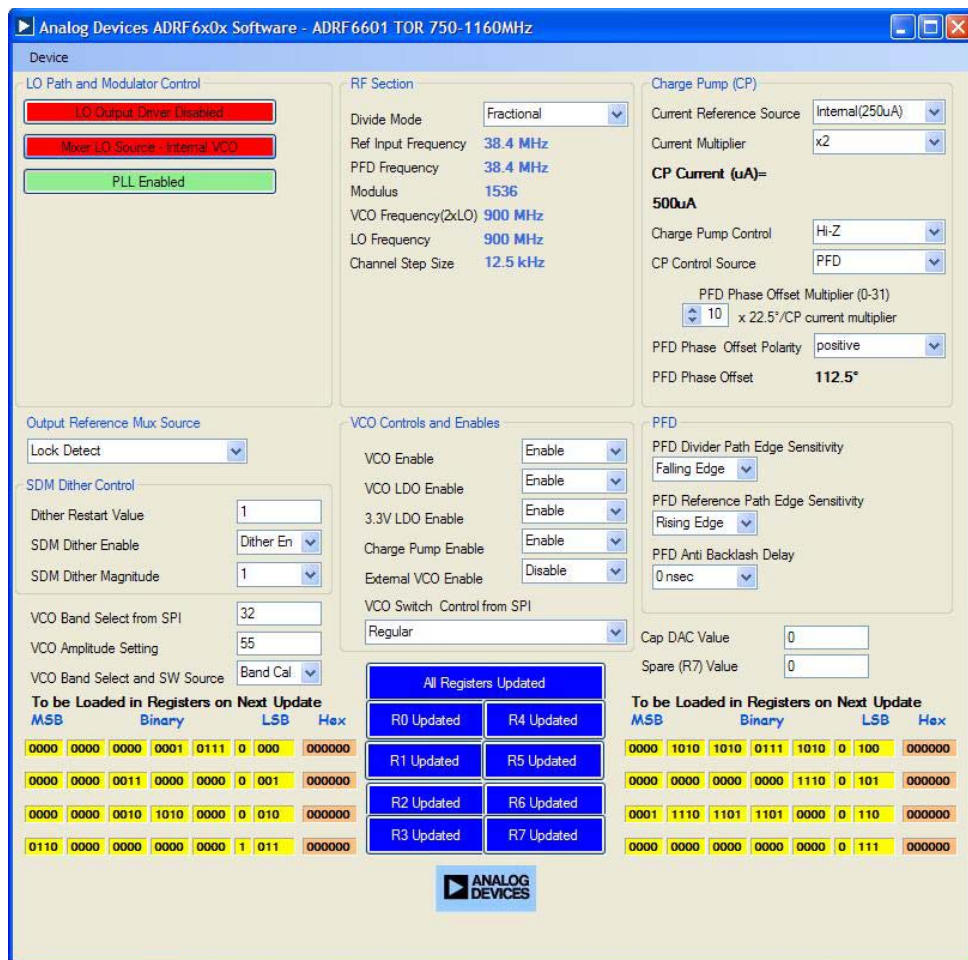 Analog Devices ADRF6x0x Software - ADRF6601 TOR 750-1160MHz
Device
LO Path and Modulator Control
LO Output Driver Disabled
Mixer LO Source - Internal VCO
PLL Enabled
RF Section
Divide Mode Fractional
Ref Input Frequency 38.4 MHz
PFD Frequency 38.4 MHz
Modulus 1536
VCO Frequency(2xLO) 900 MHz
LO Frequency 900 MHz
Channel Step Size 12.5 kHz
Charge Pump (CP)
Current Reference Source Internal(250uA)
Current Multiplier x2
CP Current (uA)=
500uA
Charge Pump Control Hi-Z
CP Control Source PFD
PFD Phase Offset Multiplier (0-31)
10 x 22.5°/CP current multiplier
PFD Phase Offset Polarity positive
PFD Phase Offset 112.5°
Output Reference Mux Source
Lock Detect
SDM Dither Control
Dither Restart Value 1
SDM Dither Enable Dither En
SDM Dither Magnitude 1
VCO Band Select from SPI 32
VCO Amplitude Setting 55
VCO Band Select and SW Source Band Cal
VCO Controls and Enables
VCO Enable Enable
VCO LDO Enable Enable
3.3V LDO Enable Enable
Charge Pump Enable Enable
External VCO Enable Disable
VCO Switch Control from SPI
Regular
PFD
PFD Divider Path Edge Sensitivity
Falling Edge
PFD Reference Path Edge Sensitivity
Rising Edge
PFD Anti Backlash Delay
0 nsec
Cap DAC Value 0
Spare (R7) Value 0
To be Loaded in Registers on Next Update
MSB Binary LSB Hex
0000 0000 0000 0001 0111 0 000 000000
0000 0000 0011 0000 0000 0 001 000000
0000 0000 0010 1010 0000 0 010 000000
0110 0000 0000 0000 0000 1 011 000000
All Registers Updated
R0 Updated R4 Updated
R1 Updated R5 Updated
R2 Updated R6 Updated
R3 Updated R7 Updated
To be Loaded in Registers on Next Update
MSB Binary LSB Hex
0000 1010 1010 0111 1010 0 100 000000
0000 0000 0000 0000 1110 0 101 000000
0001 1110 1101 1101 0000 0 110 000000
0000 0000 0000 0000 0000 0 111 000000
ANALOG
DEVICES